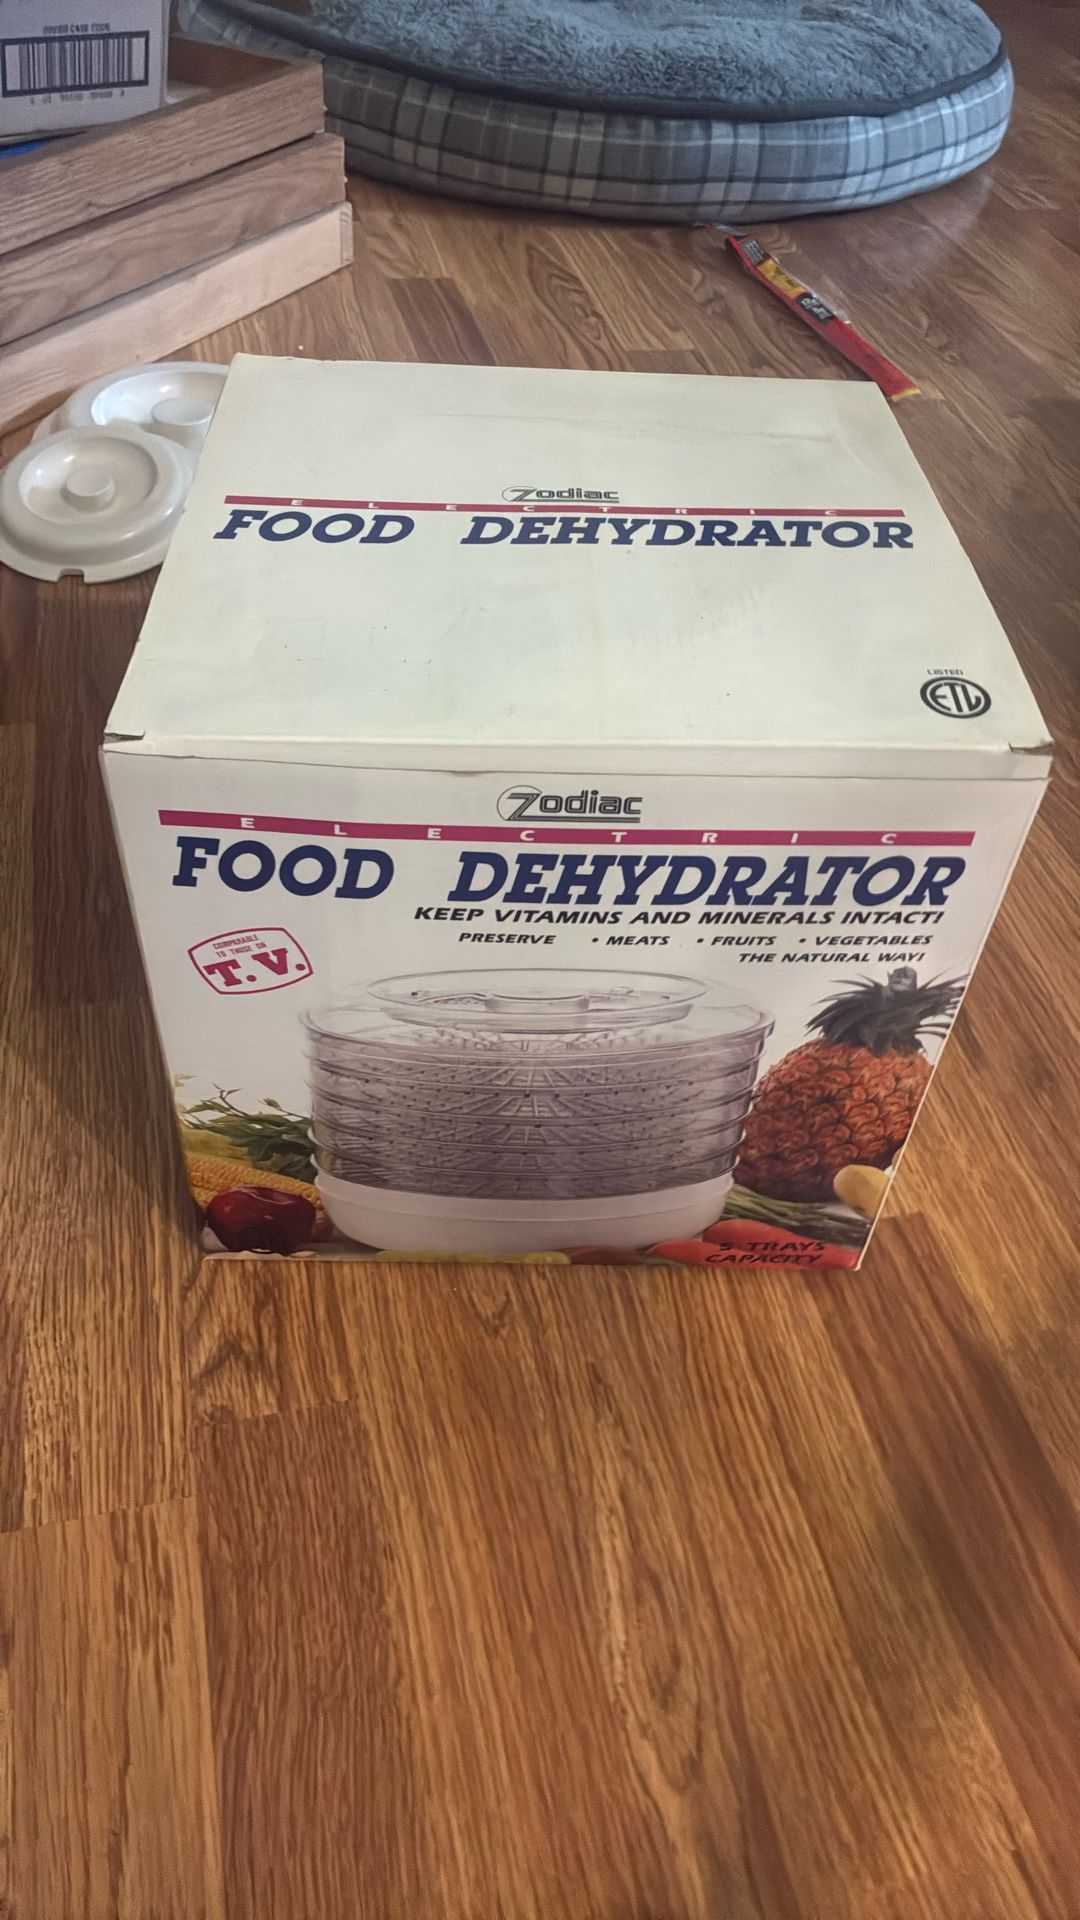 Zodiac
ELECTRIC
FOOD DEHYDRATOR
LISTED
ETL
Zodiac
ELECTRIC
FOOD DEHYDRATOR
KEEP VITAMINS AND MINERALS INTACT!
PRESERVE • MEATS • FRUITS • VEGETABLES
THE NATURAL WAY!
COMPARABLE
TO THOSE ON
T.V.
5 TRAYS
CAPACITY